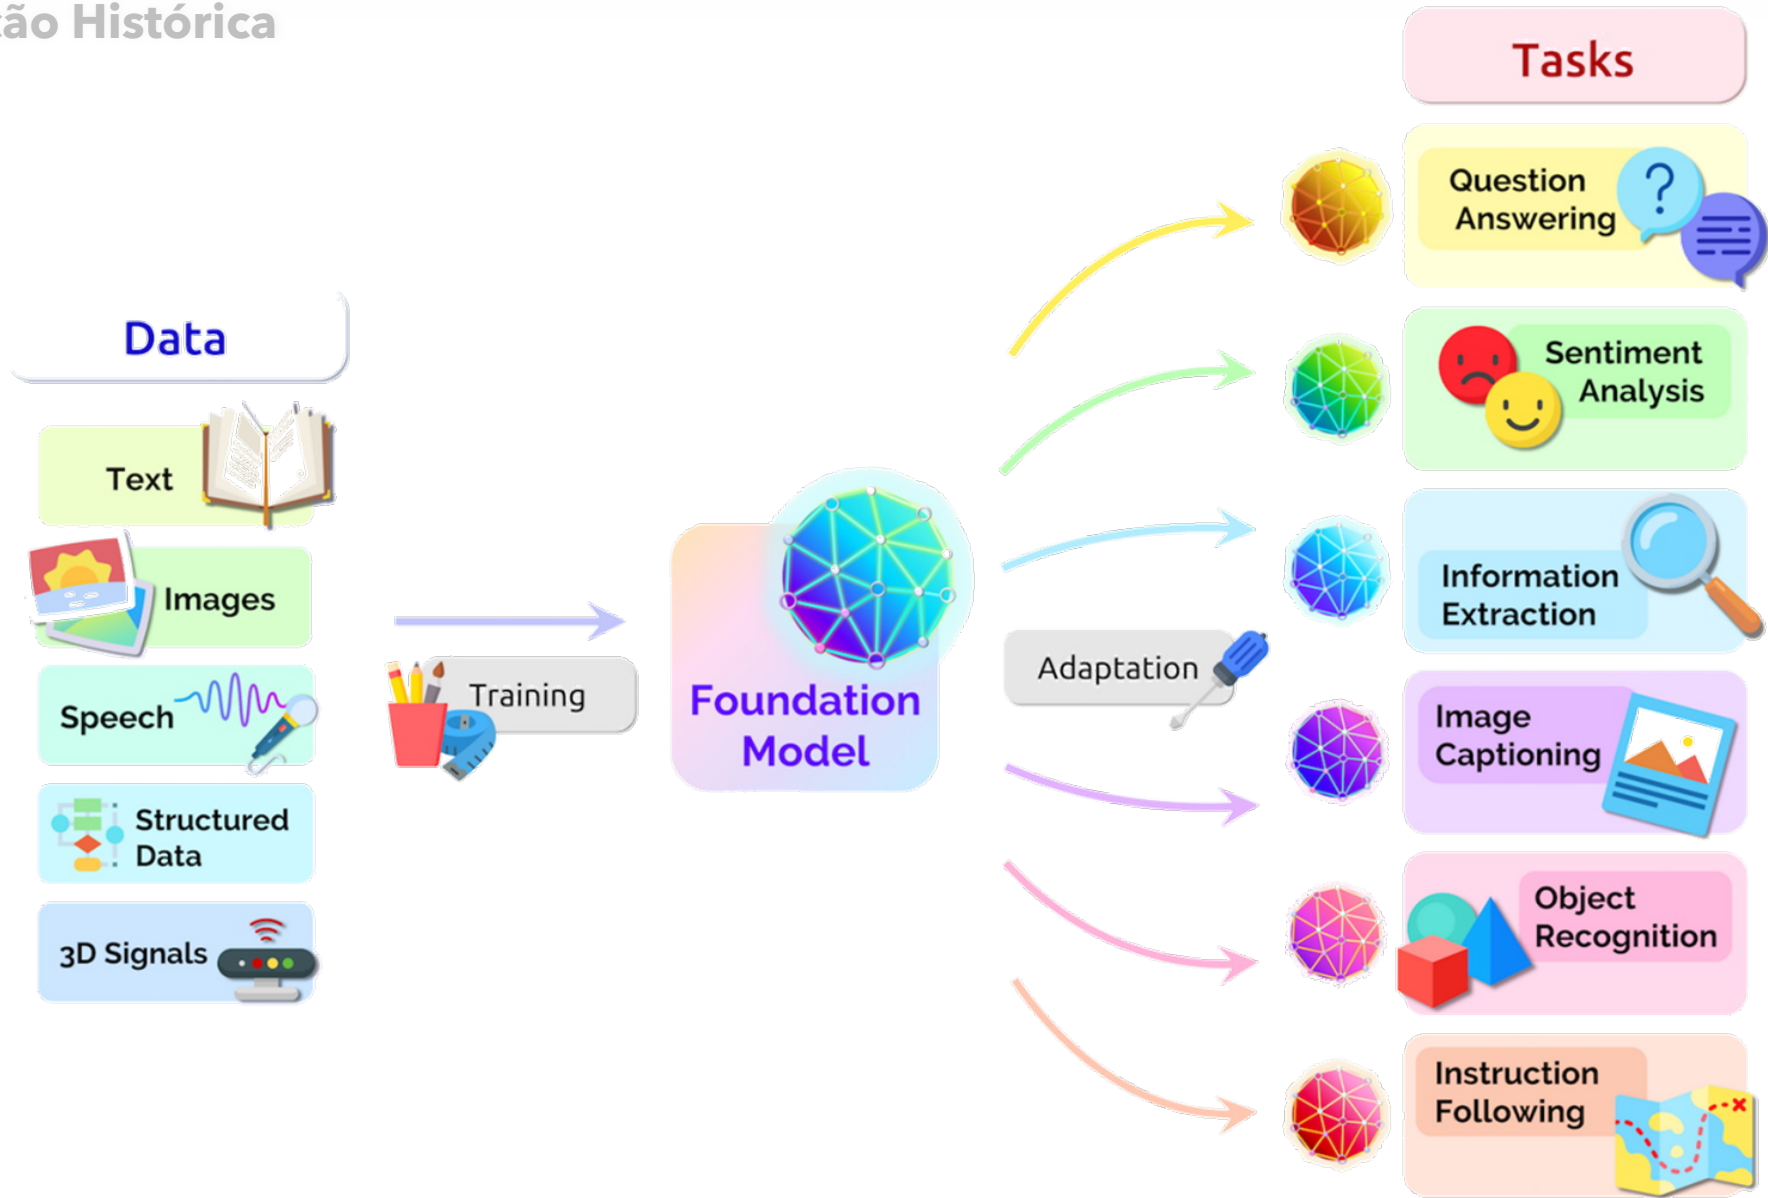 ção Histórica
Data
Text
Images
Speech
Structured
Data
3D Signals
Training
Foundation
Model
Adaptation
Tasks
Question
Answering
Sentiment
Analysis
Information
Extraction
Image
Captioning
Object
Recognition
Instruction
Following